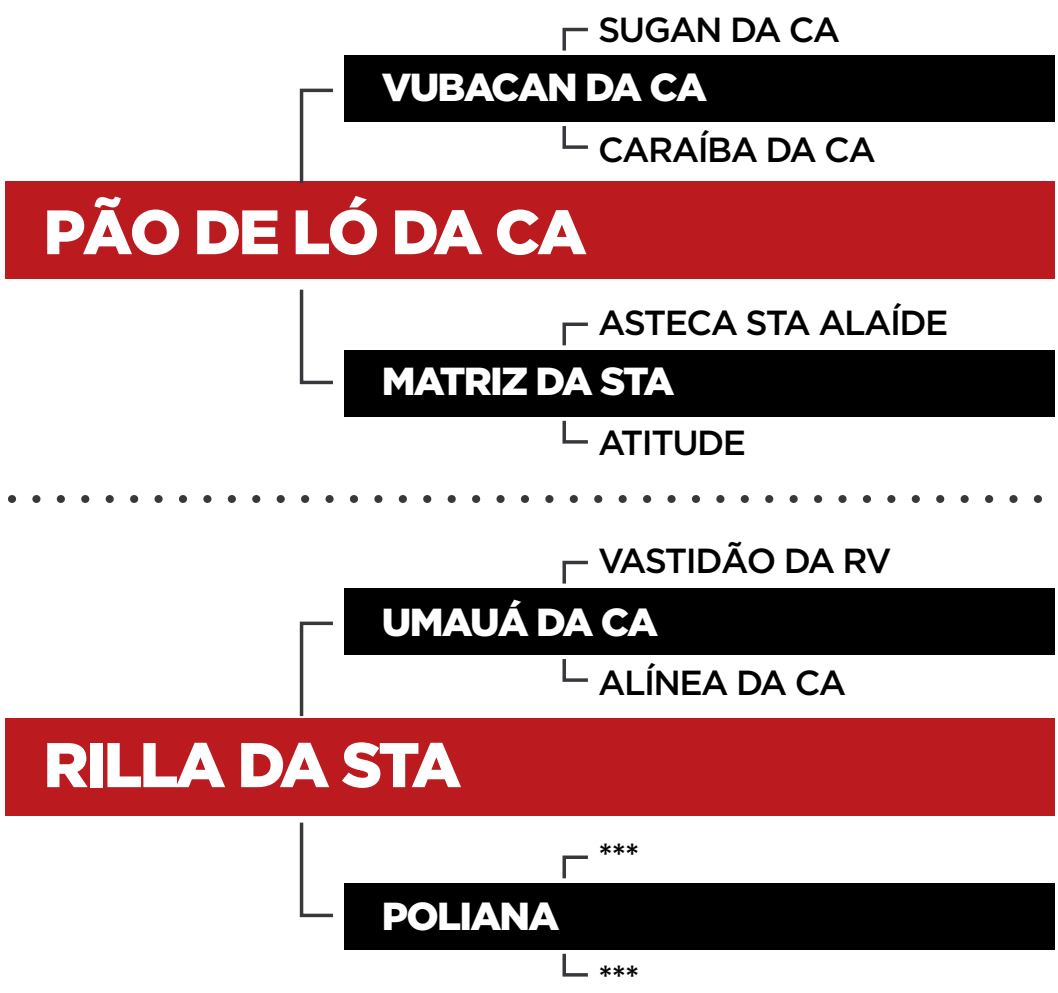 SUGAN DA CA
VUBACAN DA CA
CARAÍBA DA CA
PÃO DE LÓ DA CA
ASTECA STA ALAÍDE
MATRIZ DA STA
ATITUDE
VASTIDÃO DA RV
UMAUÁ DA CA
ALÍNEA DA CA
RILLA DA STA
***
POLIANA
***